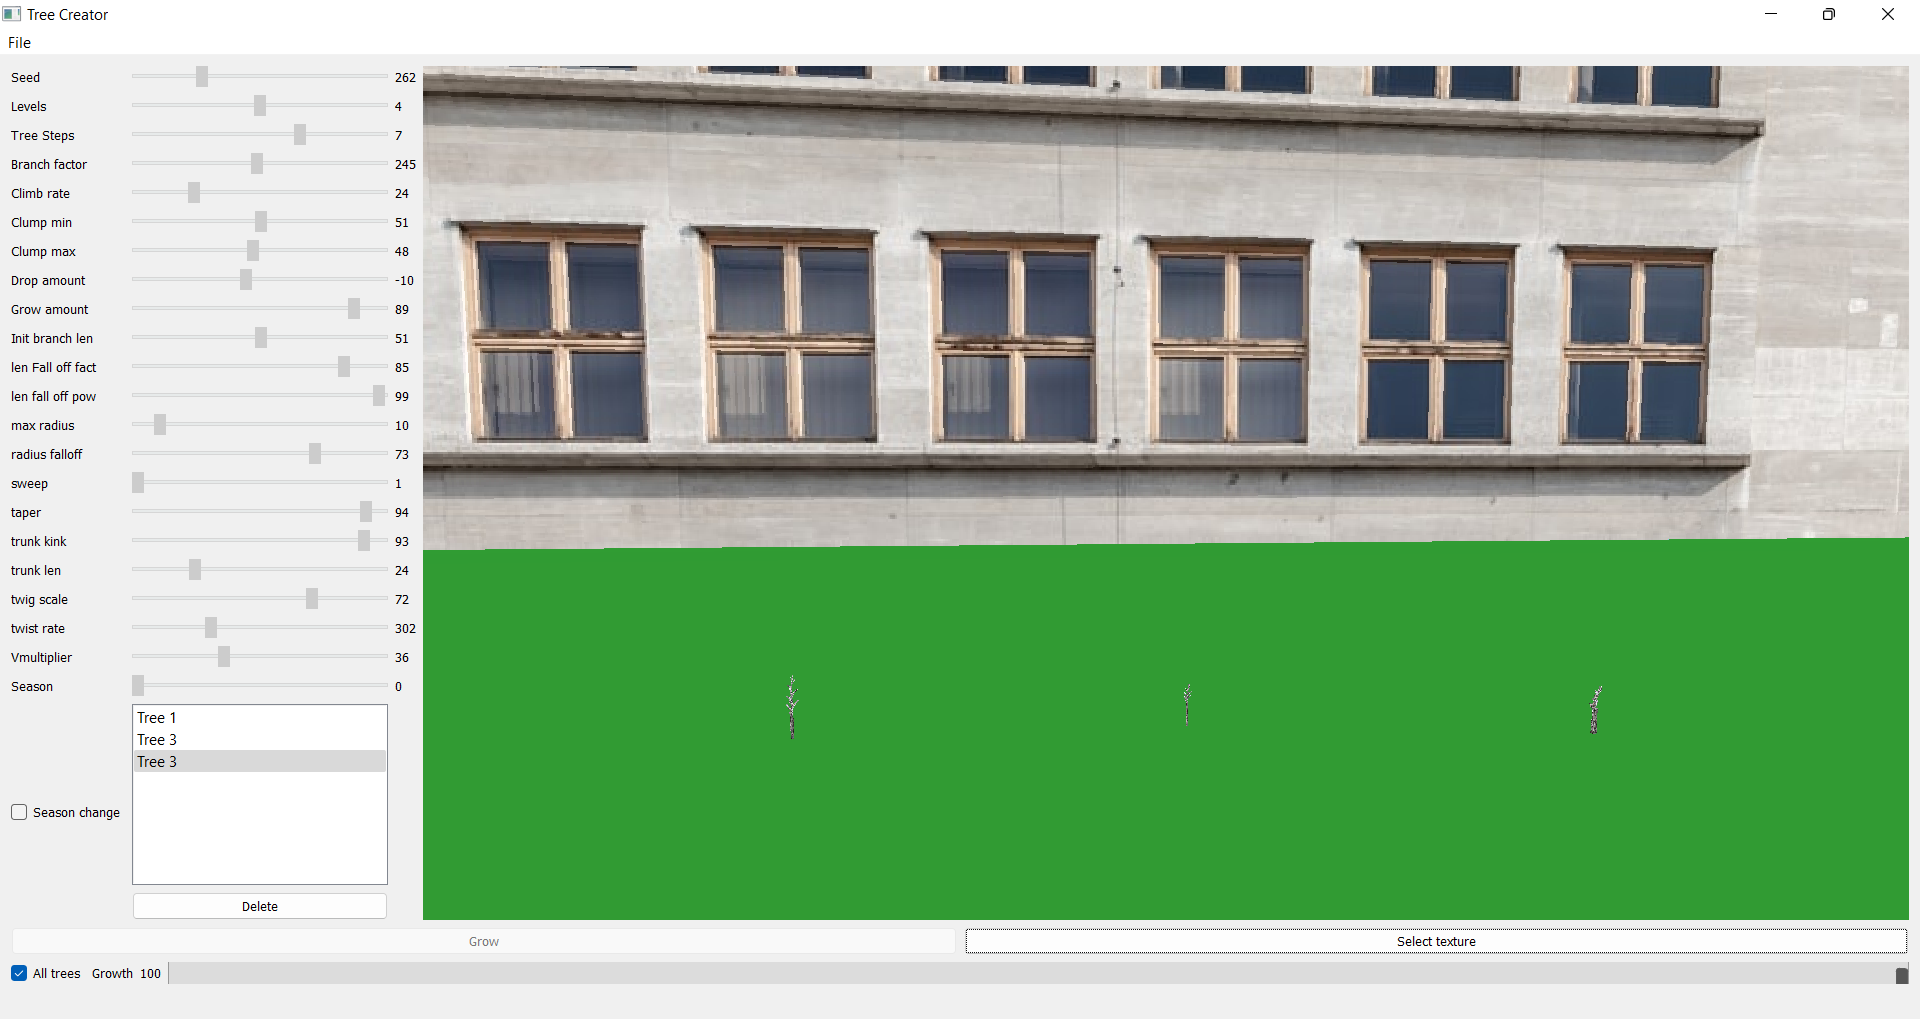 Tree Creator
File
Seed 262
Levels 4
Tree Steps 7
Branch factor 245
Climb rate 24
Clump min 51
Clump max 48
Drop amount -10
Grow amount 89
Init branch len 51
len Fall off fact 85
len fall off pow 99
max radius 10
radius falloff 73
sweep 1
taper 94
trunk kink 93
trunk len 24
twig scale 72
twist rate 302
Vmultiplier 36
Season 0
Tree 1
Tree 3
Tree 3
Season change
Delete
Grow Select texture
All trees Growth 100